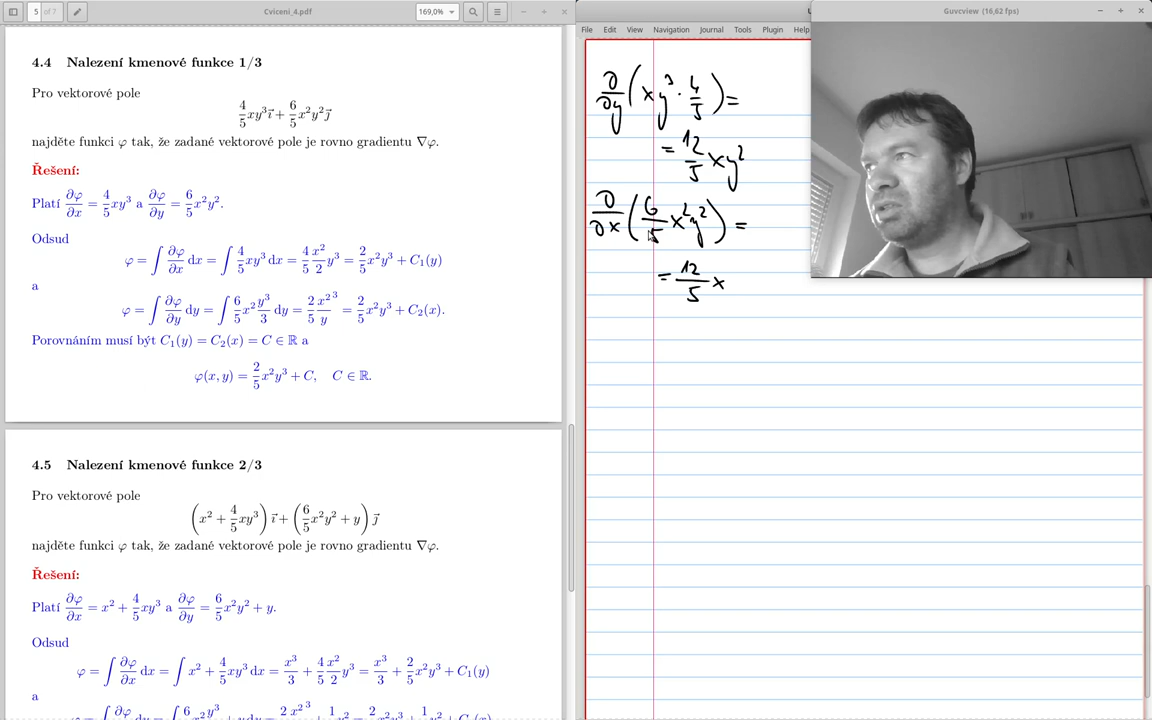 5 of 7
Cviceni_4.pdf
169,0%
Guvcview (16,62 fps)
File Edit View Navigation Journal Tools Plugin Help
4.4 Nalezení kmenové funkce 1/3
Pro vektorové pole
4/5 xy³ı⃗ + 6/5 x²y²ȷ⃗
najděte funkci φ tak, že zadané vektorové pole je rovno gradientu ∇φ.
Řešení:
Platí ∂φ/∂x = 4/5 xy³ a ∂φ/∂y = 6/5 x²y².
Odsud
φ = ∫ ∂φ/∂x dx = ∫ 4/5 xy³ dx = 4/5 x²/2 y³ = 2/5 x²y³ + C₁(y)
a
φ = ∫ ∂φ/∂y dy = ∫ 6/5 x² y³/3 dy = 2/5 x²/y ³ = 2/5 x²y³ + C₂(x).
Porovnáním musí být C₁(y) = C₂(x) = C ∈ ℝ a
φ(x, y) = 2/5 x²y³ + C, C ∈ ℝ.
4.5 Nalezení kmenové funkce 2/3
Pro vektorové pole
(x² + 4/5 xy³) ı⃗ + (6/5 x²y² + y) ȷ⃗
najděte funkci φ tak, že zadané vektorové pole je rovno gradientu ∇φ.
Řešení:
Platí ∂φ/∂x = x² + 4/5 xy³ a ∂φ/∂y = 6/5 x²y² + y.
Odsud
φ = ∫ ∂φ/∂x dx = ∫ x² + 4/5 xy³ dx = x³/3 + 4/5 x²/2 y³ = x³/3 + 2/5 x²y³ + C₁(y)
a
∂/∂y (xy³ · 4/5) =
= 12/5 xy²
∂/∂x (6/5 x²y²) =
= 12/5 x